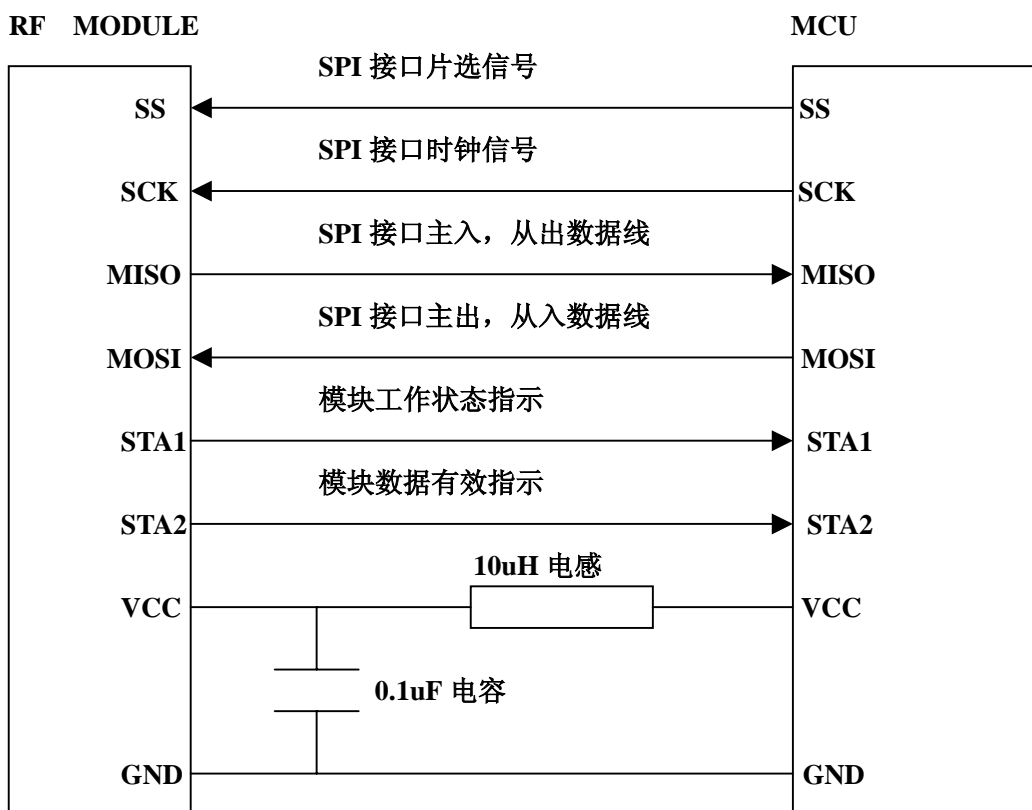 RF MODULE MCU
SPI 接口片选信号
SS SS
SPI 接口时钟信号
SCK SCK
SPI 接口主入，从出数据线
MISO MISO
SPI 接口主出，从入数据线
MOSI MOSI
模块工作状态指示
STA1 STA1
模块数据有效指示
STA2 STA2
10uH 电感
VCC VCC
0.1uF 电容
GND GND